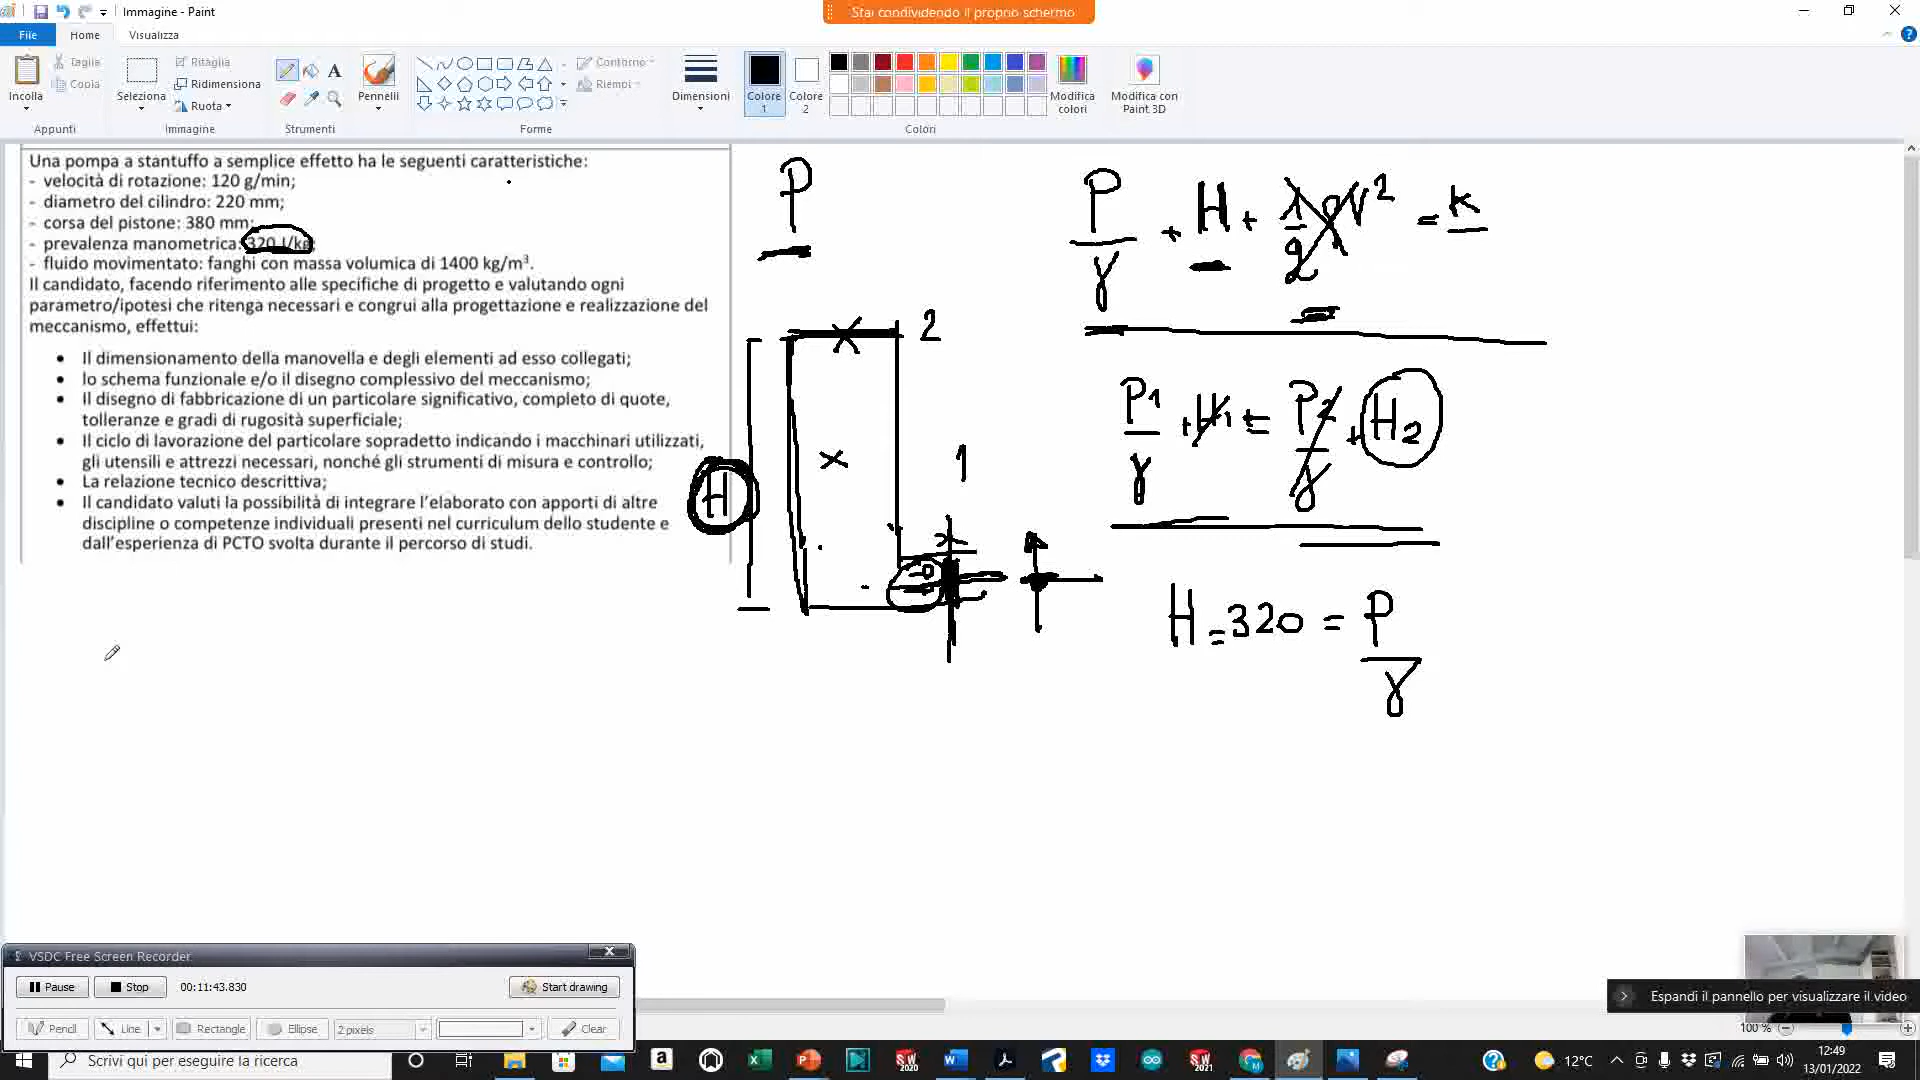 Immagine - Paint
Stai condividendo il proprio schermo
File
Home
Visualizza
Incolla
Taglia
Copia
Seleziona
Ritaglia
Ridimensiona
Ruota
Pennelli
Contorno
Riempi
Dimensioni
Colore 1
Colore 2
Modifica colori
Modifica con Paint 3D
Appunti
Immagine
Strumenti
Forme
Colori
Una pompa a stantuffo a semplice effetto ha le seguenti caratteristiche:
- velocità di rotazione: 120 g/min;
- diametro del cilindro: 220 mm;
- corsa del pistone: 380 mm;
- prevalenza manometrica: 320 J/kg;
- fluido movimentato: fanghi con massa volumica di 1400 kg/m³.
Il candidato, facendo riferimento alle specifiche di progetto e valutando ogni
parametro/ipotesi che ritenga necessari e congrui alla progettazione e realizzazione del
meccanismo, effettui:
• Il dimensionamento della manovella e degli elementi ad esso collegati;
• lo schema funzionale e/o il disegno complessivo del meccanismo;
• Il disegno di fabbricazione di un particolare significativo, completo di quote,
tolleranze e gradi di rugosità superficiale;
• Il ciclo di lavorazione del particolare sopradetto indicando i macchinari utilizzati,
gli utensili e attrezzi necessari, nonché gli strumenti di misura e controllo;
• La relazione tecnico descrittiva;
• Il candidato valuti la possibilità di integrare l'elaborato con apporti di altre
discipline o competenze individuali presenti nel curriculum dello studente e
dall'esperienza di PCTO svolta durante il percorso di studi.
P
2
1
H
P/γ + H + 1/2 ρV² = K
P1/γ + H1 = P2/γ + H2
H = 320 = P/γ
VSDC Free Screen Recorder
Pause
Stop
00:11:43.830
Start drawing
Pencil
Line
Rectangle
Ellipse
2 pixels
Clear
Espandi il pannello per visualizzare il video
100 %
Scrivi qui per eseguire la ricerca
12°C
12:49
13/01/2022